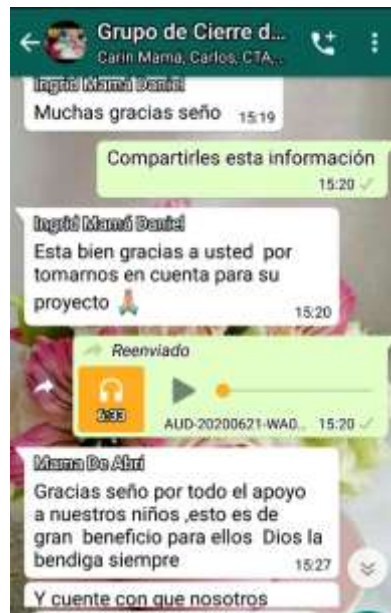 Grupo de Cierre d...
Carin Mama, Carlos, CTA,..
Ingrid Mamá Daniel
Muchas gracias seño 15:19
Compartirles esta información
15:20
Ingrid Mamá Daniel
Esta bien gracias a usted por
tomarnos en cuenta para su
proyecto 🙏🏼
15:20
Reenviado
6:33
AUD-20200621-WA0... 15:20
Mama De Abri
Gracias seño por todo el apoyo
a nuestros niños ,esto es de
gran beneficio para ellos Dios la
bendiga siempre
15:27
Y cuente con que nosotros